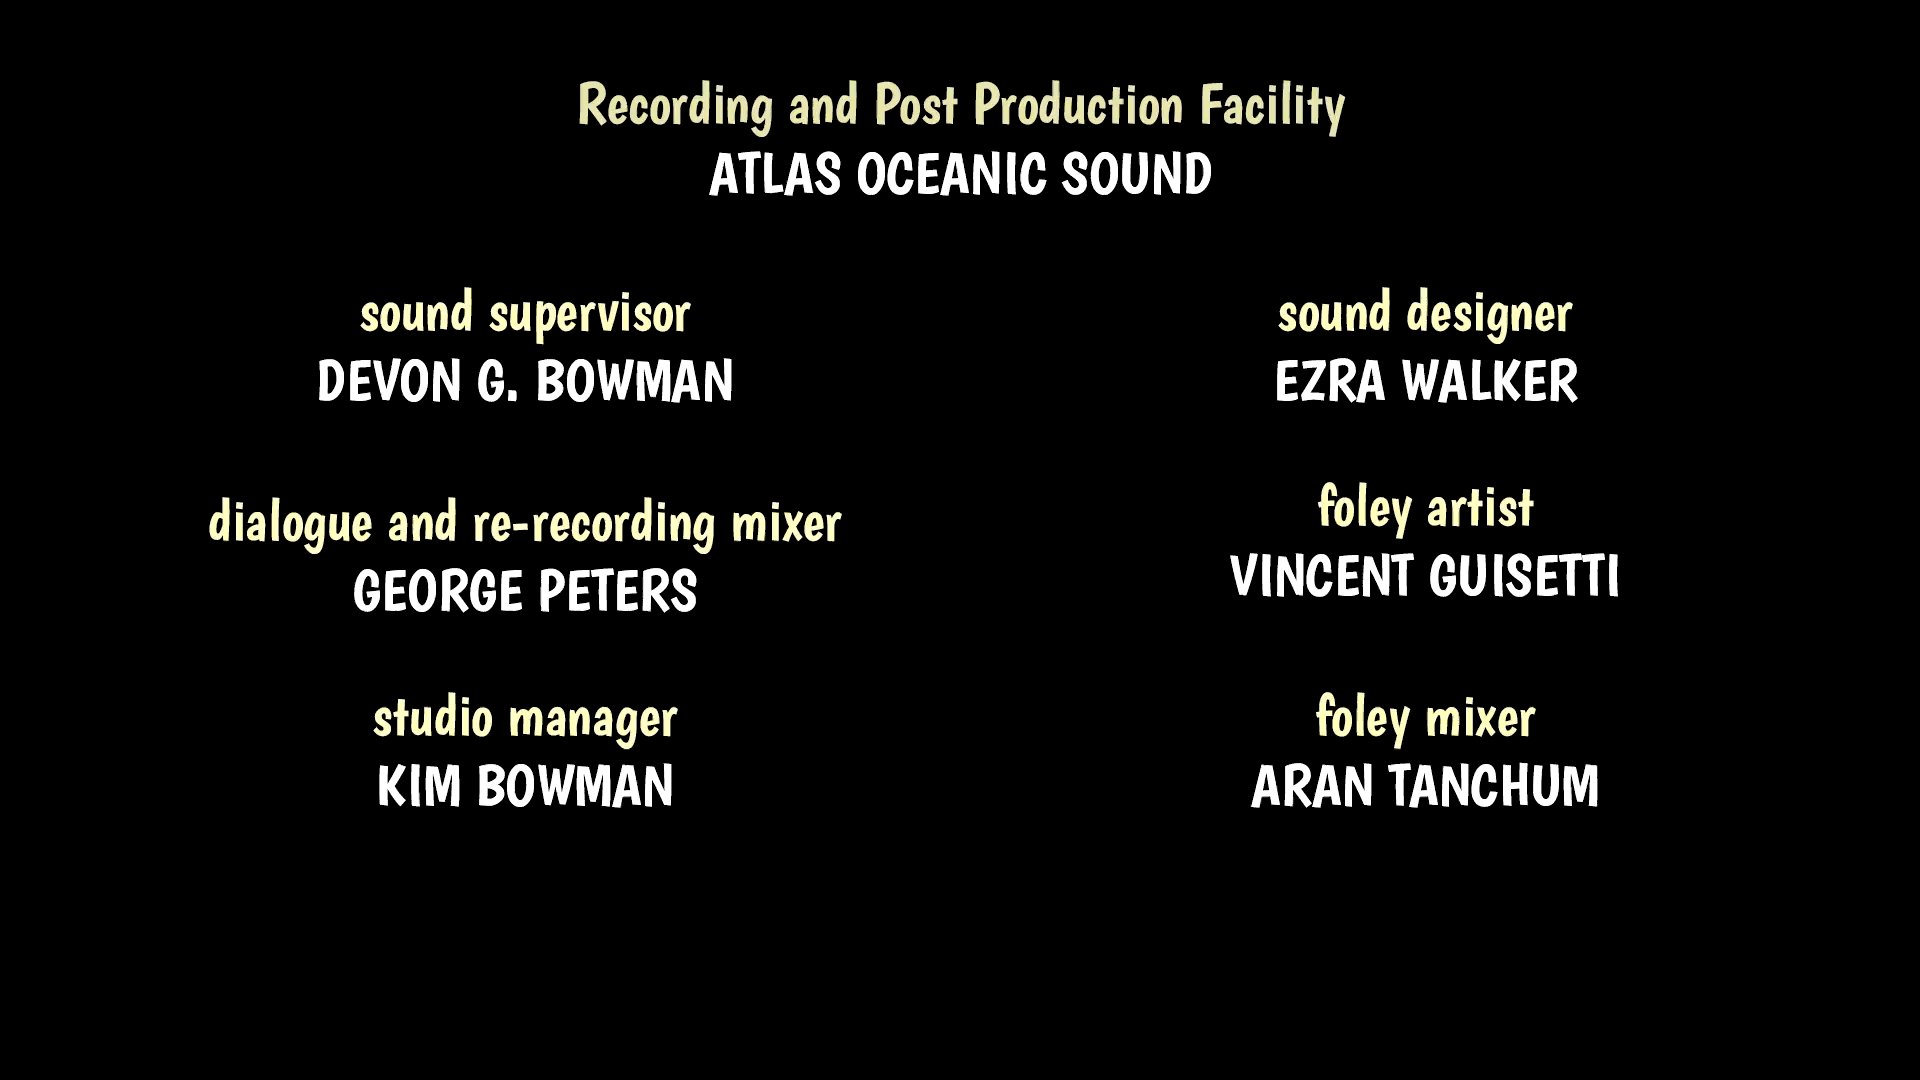 Recording and Post Production Facility
ATLAS OCEANIC SOUND
sound supervisor
DEVON G. BOWMAN
dialogue and re-recording mixer
GEORGE PETERS
studio manager
KIM BOWMAN
sound designer
EZRA WALKER
foley artist
VINCENT GUISETTI
foley mixer
ARAN TANCHUM